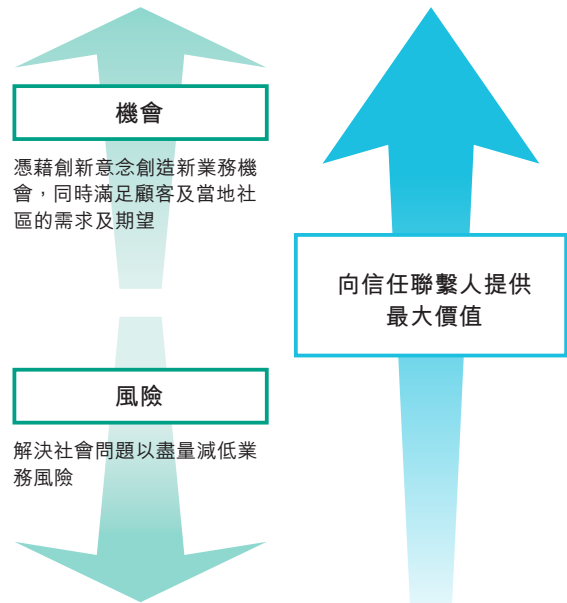 機會
憑藉創新意念創造新業務機
會，同時滿足顧客及當地社
區的需求及期望
向信任聯繫人提供
最大價值
風險
解決社會問題以盡量減低業
務風險